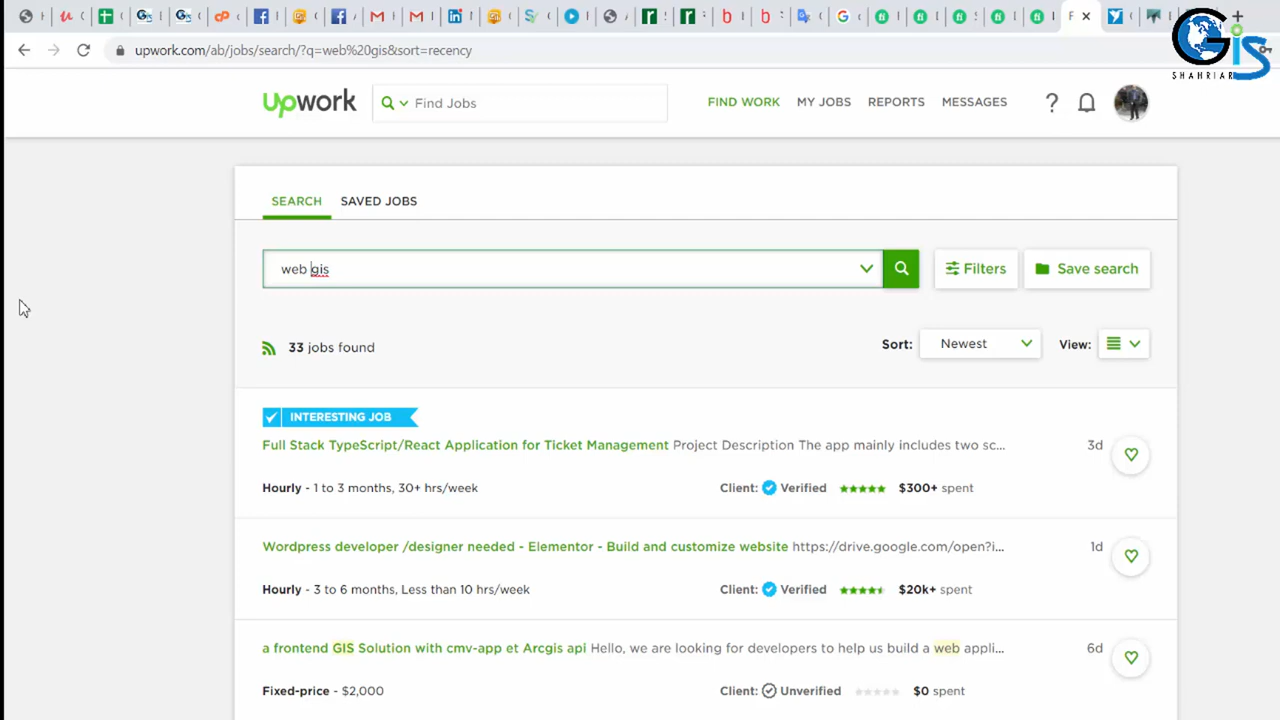 upwork.com/ab/jobs/search/?q=web%20gis&sort=recency
GIS
SHAHRIAR
upwork
Find Jobs
FIND WORK MY JOBS REPORTS MESSAGES
SEARCH SAVED JOBS
web gis
Filters
Save search
33 jobs found
Sort: Newest View:
INTERESTING JOB
Full Stack TypeScript/React Application for Ticket Management Project Description The app mainly includes two sc... 3d
Hourly - 1 to 3 months, 30+ hrs/week Client: Verified $300+ spent
Wordpress developer /designer needed - Elementor - Build and customize website https://drive.google.com/open?i... 1d
Hourly - 3 to 6 months, Less than 10 hrs/week Client: Verified $20k+ spent
a frontend GIS Solution with cmv-app et Arcgis api Hello, we are looking for developers to help us build a web appli... 6d
Fixed-price - $2,000 Client: Unverified $0 spent